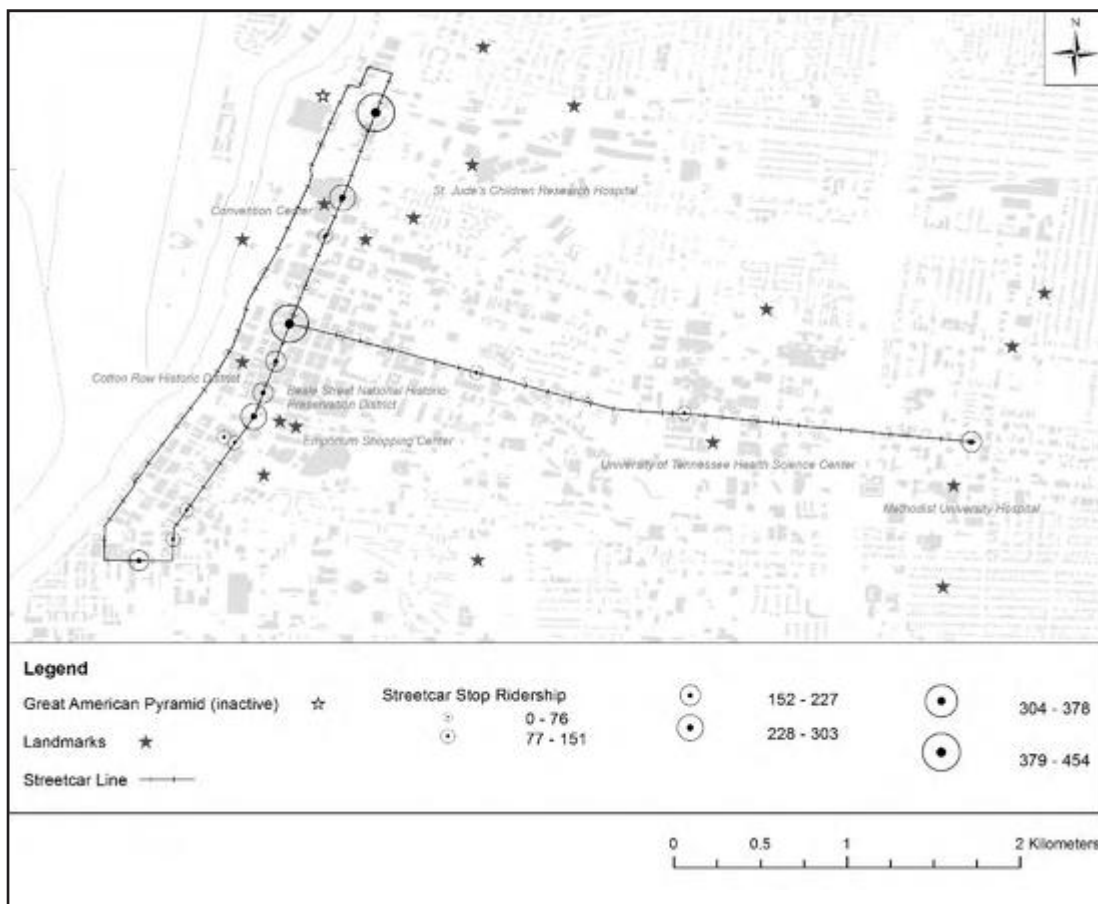 N
St. Jude's Children Research Hospital
Convention Center
Cotton Row Historic District
Beale Street National Historic
Preservation District
Emporium Shopping Center
University of Tennessee Health Science Center
Methodist University Hospital
Legend
Great American Pyramid (inactive)
Landmarks
Streetcar Line
Streetcar Stop Ridership
0 - 76
77 - 151
152 - 227
228 - 303
304 - 378
379 - 454
0 0.5 1 2 Kilometers